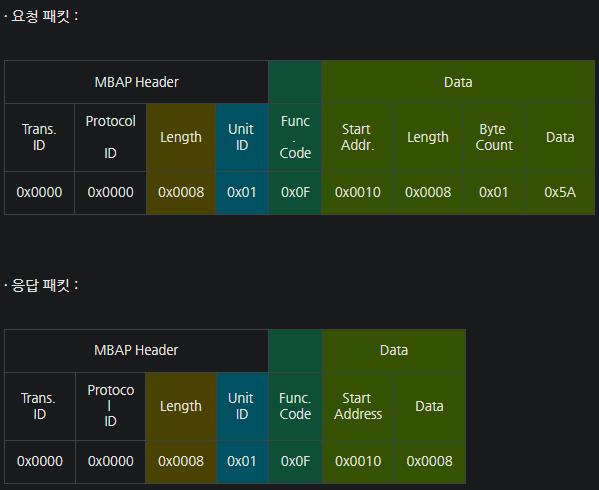 · 요청 패킷 :
MBAP Header Data
Trans. ID Protocol ID Length Unit ID Func . Code Start Addr. Length Byte Count Data
0x0000 0x0000 0x0008 0x01 0x0F 0x0010 0x0008 0x01 0x5A
· 응답 패킷 :
MBAP Header Data
Trans. ID Protoco l ID Length Unit ID Func. Code Start Address Data
0x0000 0x0000 0x0008 0x01 0x0F 0x0010 0x0008